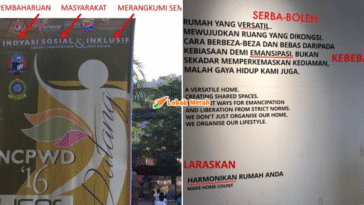 PEMBAHARUAN MASYARAKAT MERANGKUMI SEM
INOVASI SOSIAL & INKLUSIF
NCPWD
'16
Lubuk Merah
SERBA-BOLEH
RUMAH YANG VERSATIL.
MEWUJUDKAN RUANG YANG DIKONGSI.
CARA BERBEZA-BEZA DAN BEBAS DARIPADA
KEBIASAAN DEMI EMANSIPASI. BUKAN
KEBEBA
SEKADAR MEMPERKEMASKAN KEDIAMAN,
MALAH GAYA HIDUP KAMI JUGA.
A VERSATILE HOME.
CREATING SHARED SPACES.
WAYS FOR EMANCIPATION
AND LIBERATION FROM STRICT NORMS.
WE DON'T JUST ORGANISE OUR HOME.
WE ORGANISE OUR LIFESTYLE.
LARASKAN
HARMONIKAN RUMAH ANDA
MAKE HOME COUNT